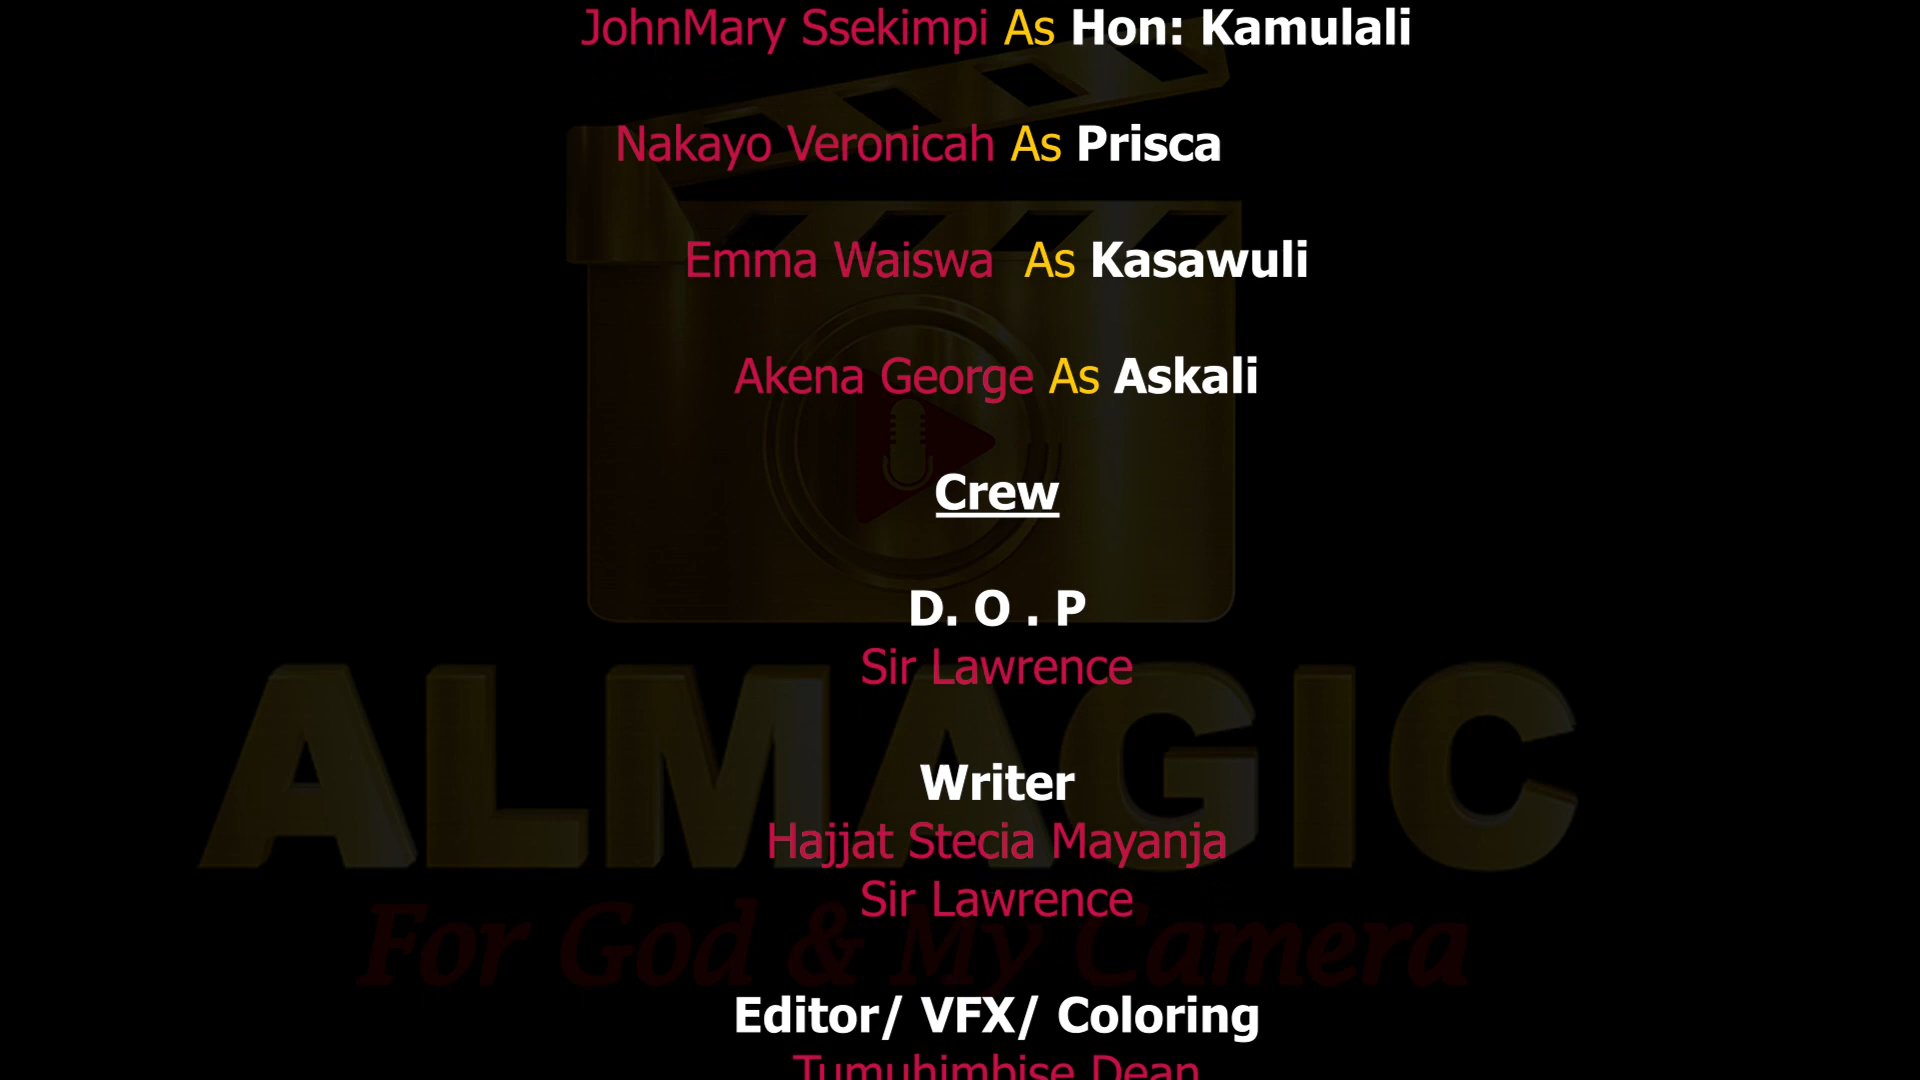 JohnMary Ssekimpi As Hon: Kamulali
Nakayo Veronicah As Prisca
Emma Waiswa As Kasawuli
Akena George As Askali
Crew
D. O . P
Sir Lawrence
Writer
Hajjat Stecia Mayanja
Sir Lawrence
Editor/ VFX/ Coloring
Tumuhimbise Dean
ALMAGIC
For God & My Camera